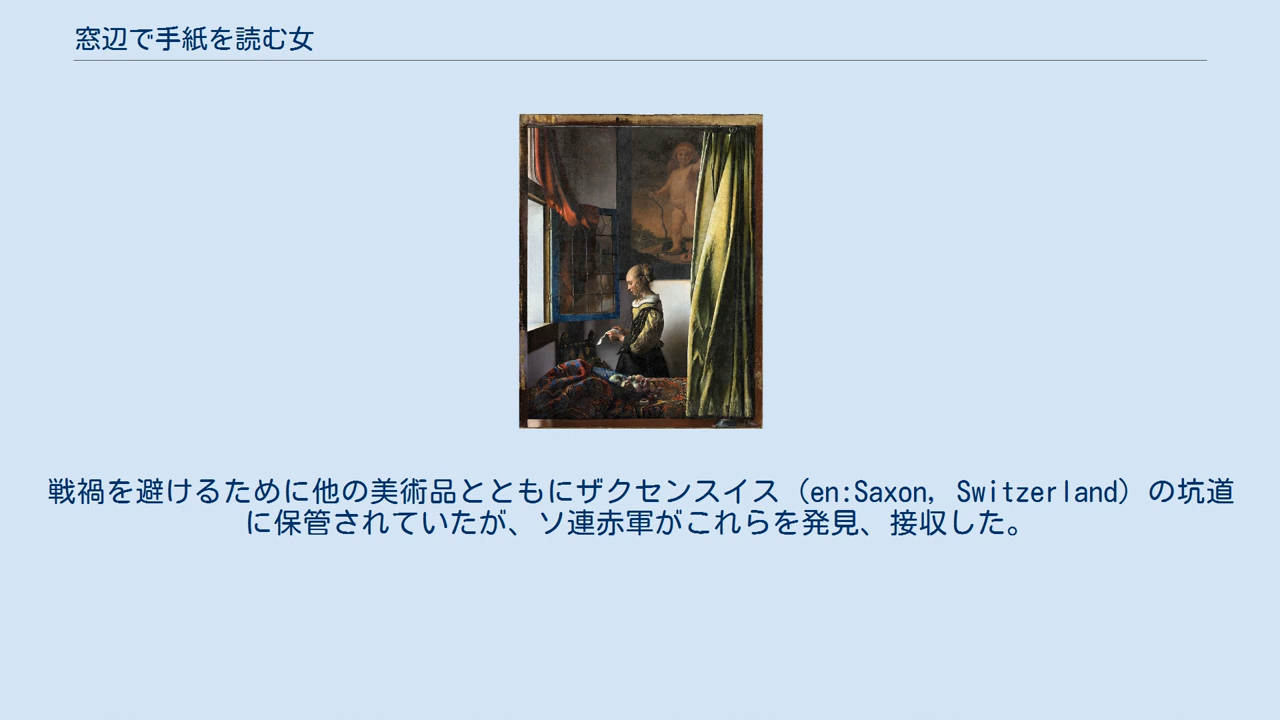 窓辺で手紙を読む女
戦禍を避けるために他の美術品とともにザクセンスイス（en:Saxon, Switzerland）の坑道
に保管されていたが、ソ連赤軍がこれらを発見、接収した。